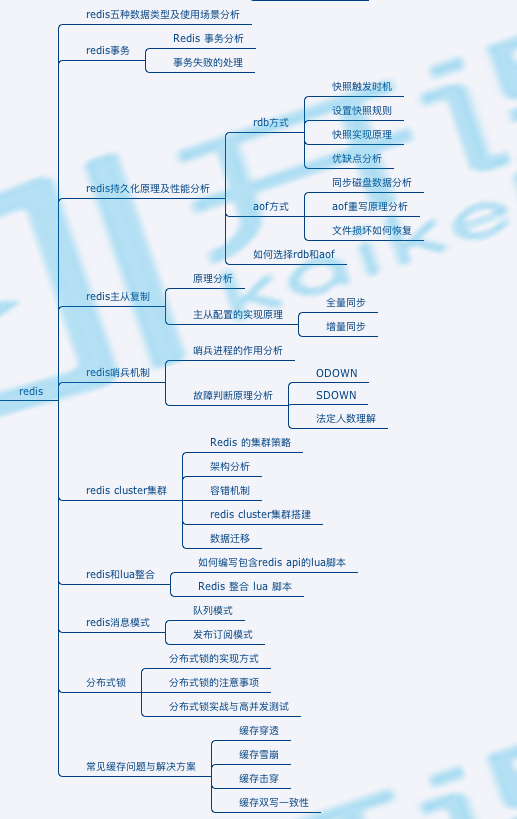 redis五种数据类型及使用场景分析
redis事务
Redis 事务分析
事务失败的处理
redis持久化原理及性能分析
rdb方式
快照触发时机
设置快照规则
快照实现原理
优缺点分析
aof方式
同步磁盘数据分析
aof重写原理分析
文件损坏如何恢复
如何选择rdb和aof
redis主从复制
原理分析
主从配置的实现原理
全量同步
增量同步
redis哨兵机制
哨兵进程的作用分析
故障判断原理分析
ODOWN
SDOWN
法定人数理解
redis
redis cluster集群
Redis 的集群策略
架构分析
容错机制
redis cluster集群搭建
数据迁移
redis和lua整合
如何编写包含redis api的lua脚本
Redis 整合 lua 脚本
redis消息模式
队列模式
发布订阅模式
分布式锁
分布式锁的实现方式
分布式锁的注意事项
分布式锁实战与高并发测试
常见缓存问题与解决方案
缓存穿透
缓存雪崩
缓存击穿
缓存双写一致性
kaike